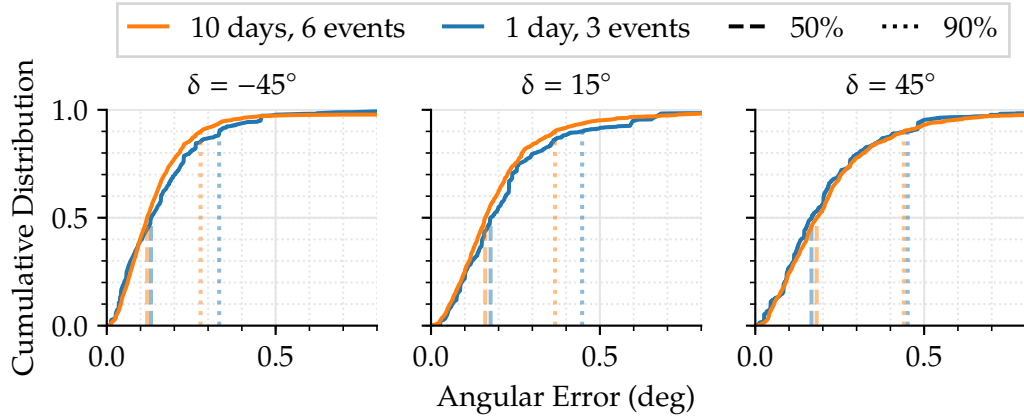 10 days, 6 events 1 day, 3 events 50% 90%
δ = −45° δ = 15° δ = 45°
Cumulative Distribution
1.0
0.5
0.0
0.0 0.5 0.0 0.5 0.0 0.5
Angular Error (deg)